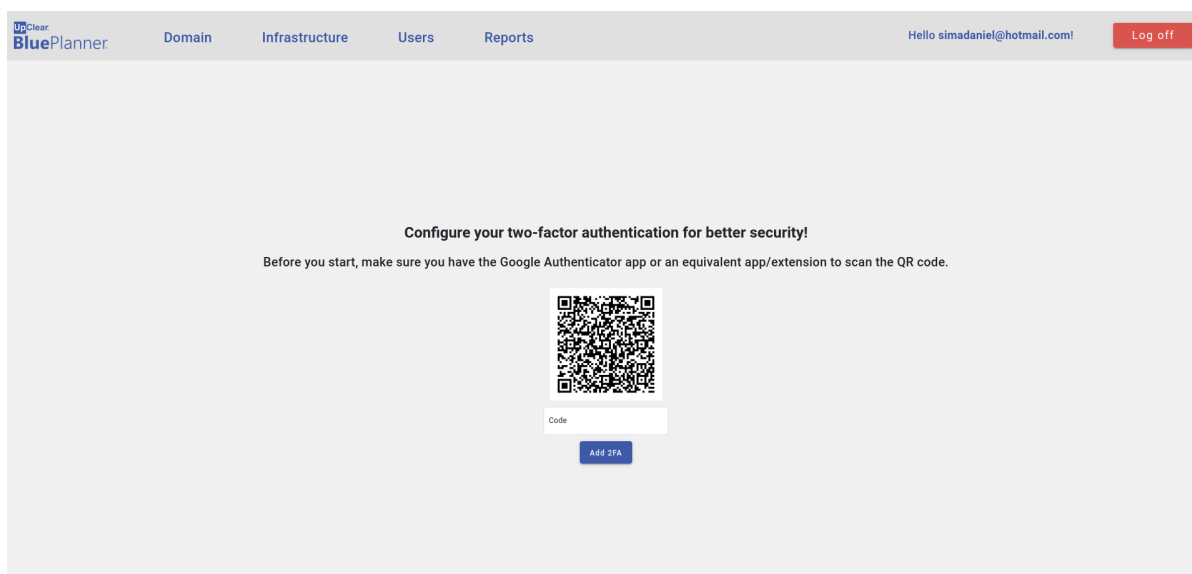 UpClear
BluePlanner
Domain Infrastructure Users Reports Hello simadaniel@hotmail.com! Log off
Configure your two-factor authentication for better security!
Before you start, make sure you have the Google Authenticator app or an equivalent app/extension to scan the QR code.
Code
Add 2FA